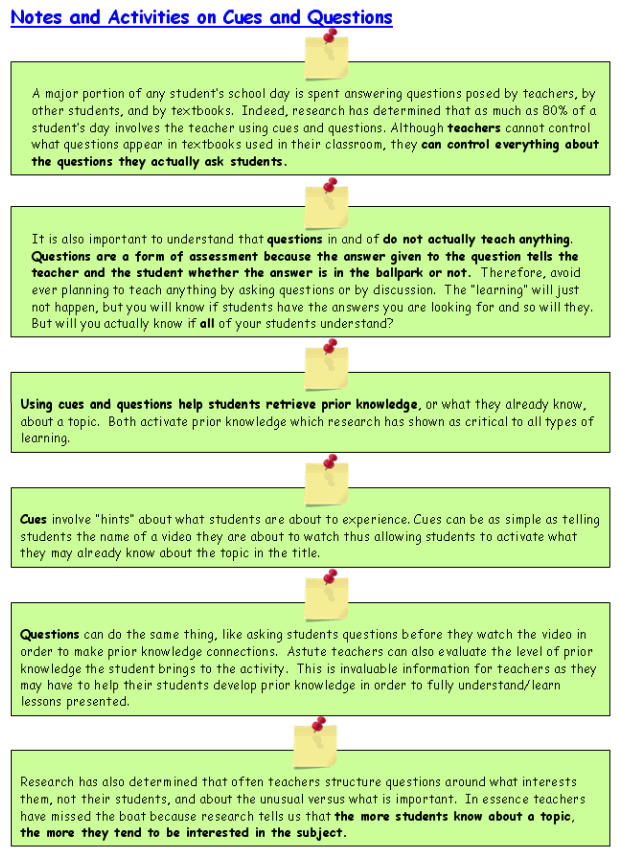 Notes and Activities on Cues and Questions
A major portion of any student's school day is spent answering questions posed by teachers, by
other students, and by textbooks.  Indeed, research has determined that as much as 80% of a
student's day involves the teacher using cues and questions. Although teachers cannot control
what questions appear in textbooks used in their classroom, they can control everything about
the questions they actually ask students.
It is also important to understand that questions in and of do not actually teach anything.
Questions are a form of assessment because the answer given to the question tells the
teacher and the student whether the answer is in the ballpark or not.  Therefore, avoid
ever planning to teach anything by asking questions or by discussion.  The "learning" will just
not happen, but you will know if students have the answers you are looking for and so will they.
But will you actually know if all of your students understand?
Using cues and questions help students retrieve prior knowledge, or what they already know,
about a topic.  Both activate prior knowledge which research has shown as critical to all types of
learning.
Cues involve "hints" about what students are about to experience. Cues can be as simple as telling
students the name of a video they are about to watch thus allowing students to activate what
they may already know about the topic in the title.
Questions can do the same thing, like asking students questions before they watch the video in
order to make prior knowledge connections.  Astute teachers can also evaluate the level of prior
knowledge the student brings to the activity.  This is invaluable information for teachers as they
may have to help their students develop prior knowledge in order to fully understand/learn
lessons presented.
Research has also determined that often teachers structure questions around what interests
them, not their students, and about the unusual versus what is important.  In essence teachers
have missed the boat because research tells us that the more students know about a topic,
the more they tend to be interested in the subject.